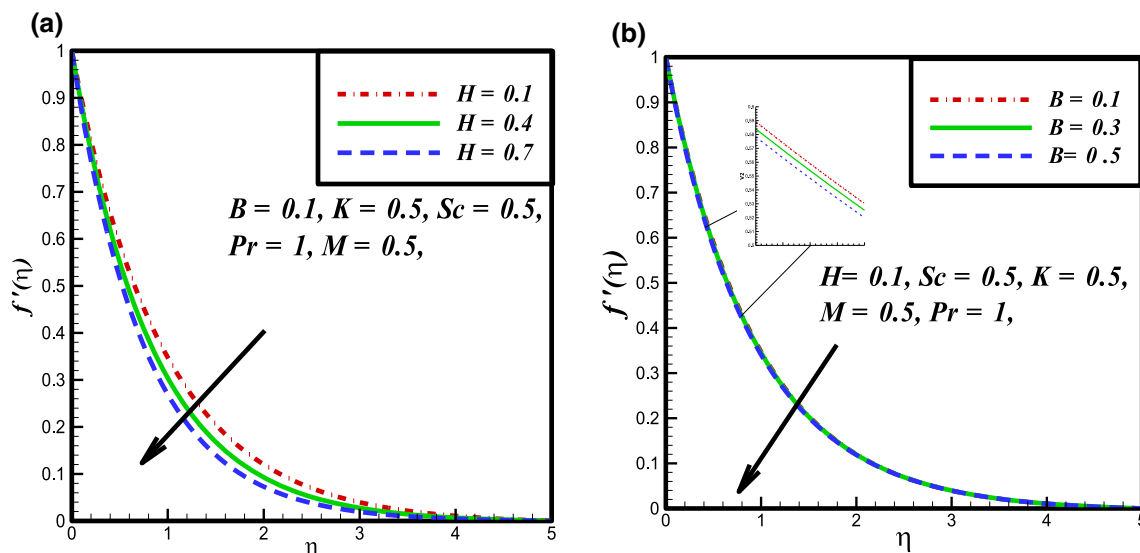 (a)
1
0.9
0.8
0.7
0.6
0.5
0.4
0.3
0.2
0.1
0
f '(η)
H = 0.1
H = 0.4
H = 0.7
B = 0.1, K = 0.5, Sc = 0.5,
Pr = 1, M = 0.5,
0 1 2 3 4 5
η
(b)
1
0.9
0.8
0.7
0.6
0.5
0.4
0.3
0.2
0.1
0
f '(η)
B = 0.1
B = 0.3
B= 0 .5
H= 0.1, Sc = 0.5, K = 0.5,
M = 0.5, Pr = 1,
0 1 2 3 4 5
η